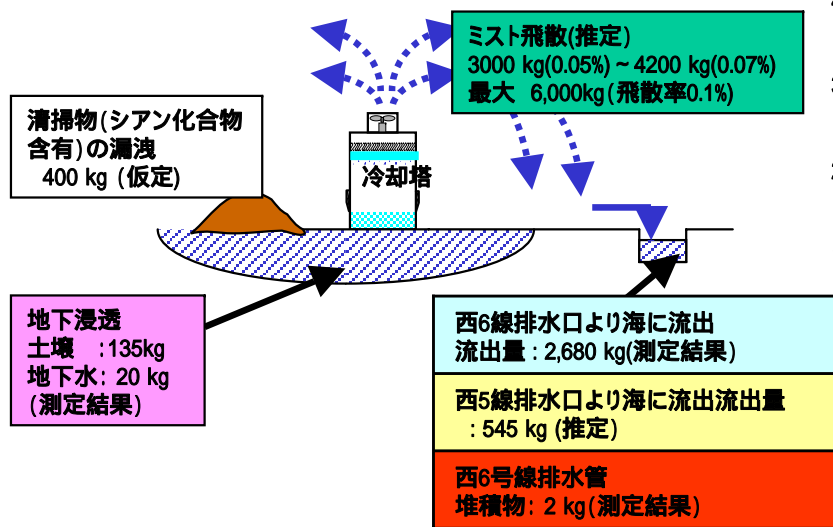 ミスト飛散(推定)
3000 kg(0.05%) ~ 4200 kg(0.07%)
最大 6,000kg(飛散率0.1%)
清掃物(シアン化合物
含有)の漏洩
400 kg (仮定)
冷却塔
地下浸透
土壌 :135kg
地下水: 20 kg
(測定結果)
西6線排水口より海に流出
流出量 : 2,680 kg(測定結果)
西5線排水口より海に流出流出量
: 545 kg (推定)
西6号線排水管
堆積物: 2 kg(測定結果)